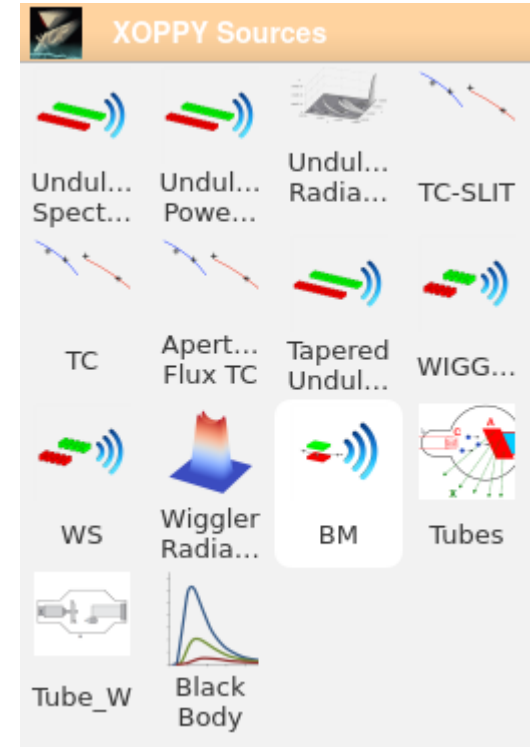 XOPPY Sources
Undul...
Spect...
Undul...
Powe...
Undul...
Radia...
TC-SLIT
TC
Apert...
Flux TC
Tapered
Undul...
WIGG...
WS
Wiggler
Radia...
BM
C
A
X
Tubes
Tube_W
Black
Body